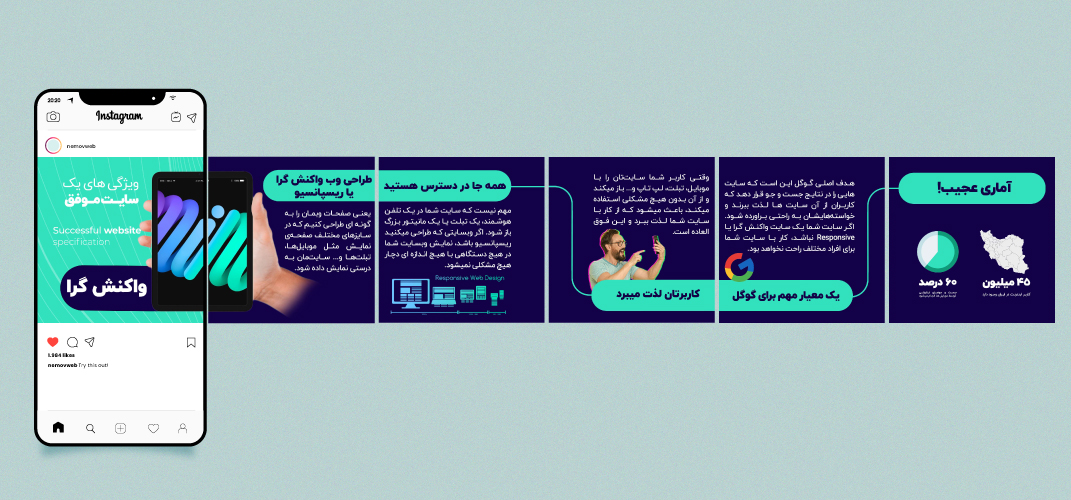 20:20
Instagram
nemovweb
ویژگی های یک
سایت موفق
Successful website
specification
واکنش گرا
1.984 likes
nemovweb Try this out!
طراحی وب واکنش گرا
یا ریسپانسیو
یعنی صفحات وبمان را به
گونه ای طراحی کنیم که در
سایزهای مختلف صفحه‌ی
نمایش مثل موبایل‌ها،
تبلت‌ها و... سایت‌مان به
درستی نمایش داده شود.
همه جا در دسترس هستید
مهم نیست که سایت شما در یک تلفن
هوشمند، یک تبلت یا یک مانیتور بزرگ
باز شود. اگر وبسایتی که طراحی میکنید
ریسپانسیو باشد، نمایش وبسایت شما
در هیچ دستگاهی با هیچ اندازه ای دچار
هیچ مشکلی نمیشود.
Responsive Web Design
وقتی کاربر شما سایت‌تان را با
موبایل، تبلت، لپ تاپ و... باز میکند
و از آن بدون هیچ مشکلی استفاده
میکند، باعث میشود که از کار با
سایت شما لذت ببرد و این فوق
العاده است.
کاربرتان لذت میبرد
هدف اصلی گوگل این است که سایت
هایی را در نتایج جست و جو قرار دهد که
کاربران از آن سایت ها لذت ببرند و
خواسته‌هایشان به راحتی برآورده شود.
اگر سایت شما یک سایت واکنش گرا یا
Responsive نباشد، کار با سایت شما
برای افراد مختلف راحت نخواهد بود.
یک معیار مهم برای گوگل
آماری عجیب!
۴۵ میلیون
۶۰ درصد